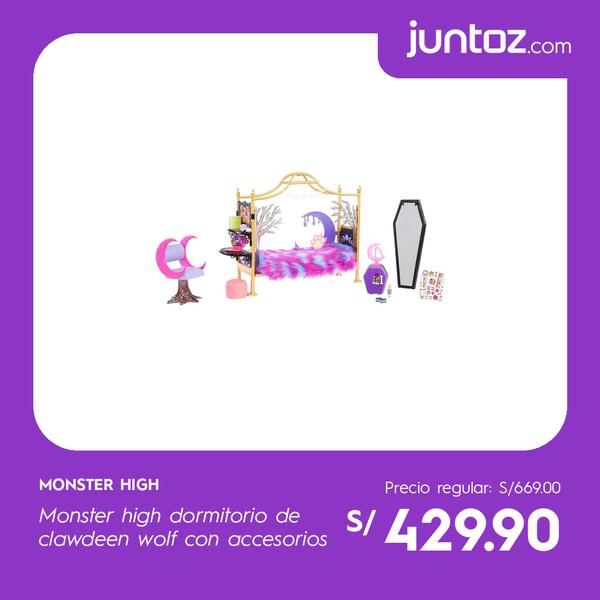 juntoz.com
MONSTER HIGH
Monster high dormitorio de
clawdeen wolf con accesorios
Precio regular: S/669.00
S/ 429.90